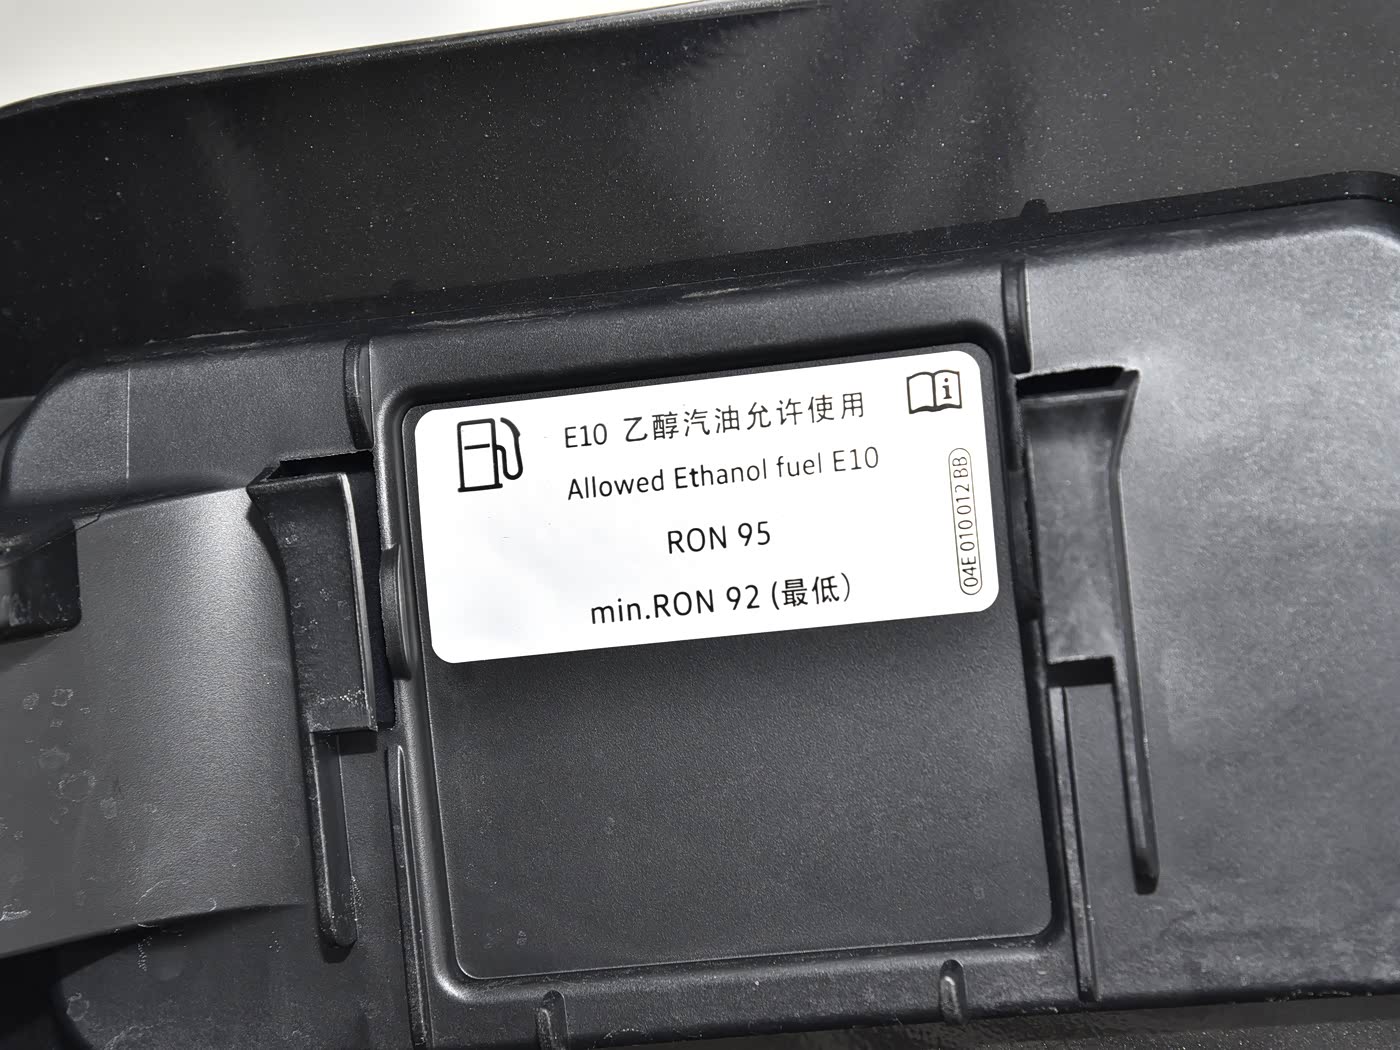 E10 乙醇汽油允许使用
Allowed Ethanol fuel E10
RON 95
min.RON 92 (最低)
i
04E 010 012 BB